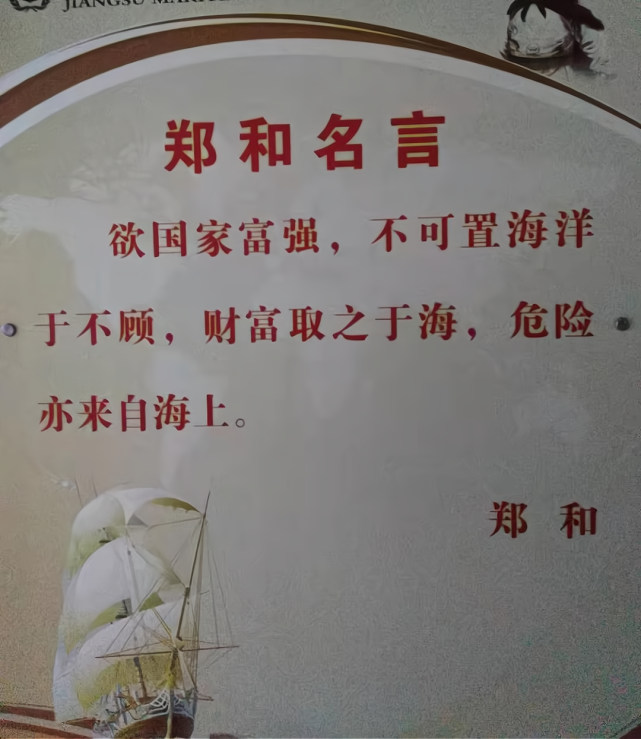 JIANGSU
郑和名言
欲国家富强，不可置海洋
于不顾，财富取之于海，危险
亦来自海上。
郑 和